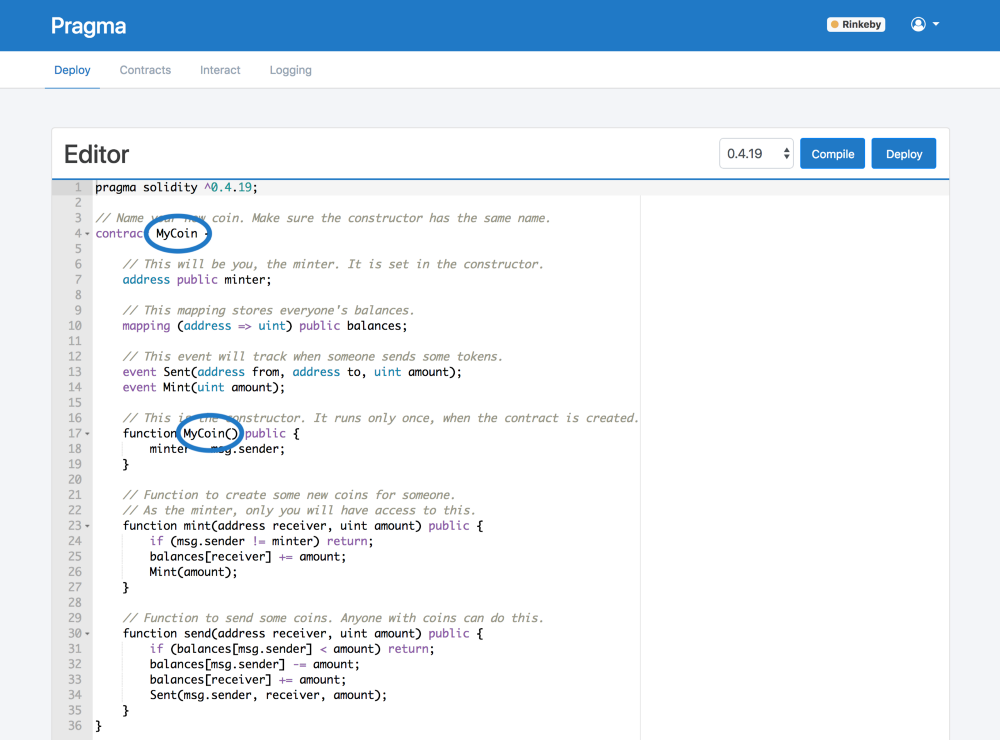 Pragma
Rinkeby
Deploy Contracts Interact Logging
Editor
0.4.19 Compile Deploy
1 pragma solidity ^0.4.19;
2
3 // Name your new coin. Make sure the constructor has the same name.
4 contract MyCoin
5
6 // This will be you, the minter. It is set in the constructor.
7 address public minter;
8
9 // This mapping stores everyone's balances.
10 mapping (address => uint) public balances;
11
12 // This event will track when someone sends some tokens.
13 event Sent(address from, address to, uint amount);
14 event Mint(uint amount);
15
16 // This is the constructor. It runs only once, when the contract is created.
17 function MyCoin() public {
18 minter msg.sender;
19 }
20
21 // Function to create some new coins for someone.
22 // As the minter, only you will have access to this.
23 function mint(address receiver, uint amount) public {
24 if (msg.sender != minter) return;
25 balances[receiver] += amount;
26 Mint(amount);
27 }
28
29 // Function to send some coins. Anyone with coins can do this.
30 function send(address receiver, uint amount) public {
31 if (balances[msg.sender] < amount) return;
32 balances[msg.sender] -= amount;
33 balances[receiver] += amount;
34 Sent(msg.sender, receiver, amount);
35 }
36 }